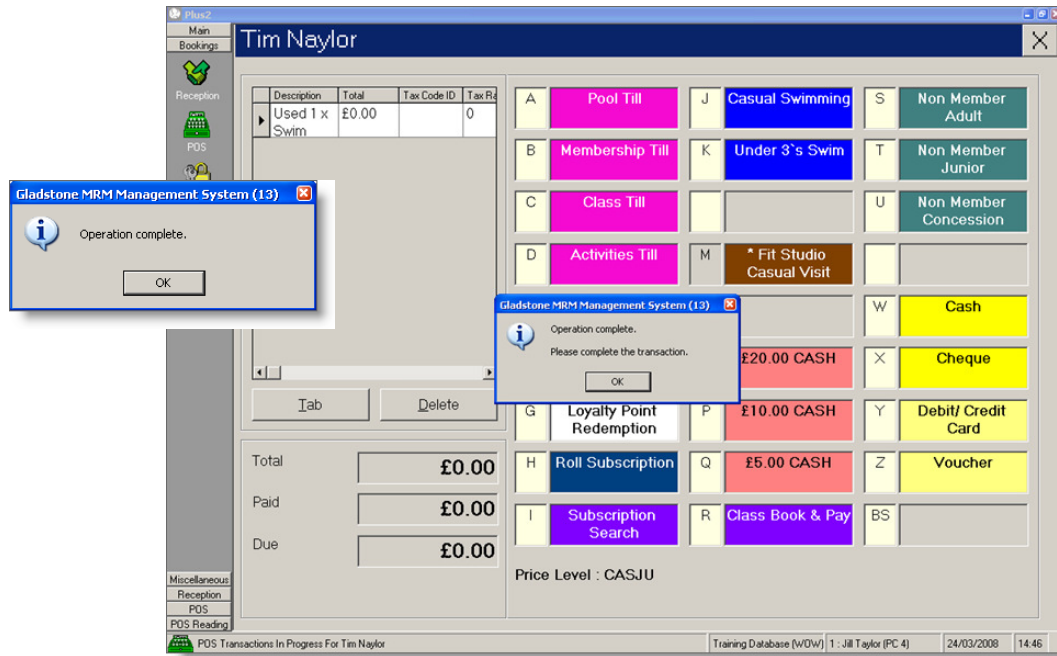 Plus2
Main
Bookings
Tim Naylor
Reception
POS
Description Total Tax Code ID Tax Ra
Used 1 x £0.00 0
Swim
Gladstone MRM Management System (13)
Operation complete.
OK
Gladstone MRM Management System (13)
Operation complete.
Please complete the transaction.
OK
Tab Delete
Total £0.00
Paid £0.00
Due £0.00
A Pool Till
B Membership Till
C Class Till
D Activities Till
G Loyalty Point
Redemption
H Roll Subscription
I Subscription
Search
J Casual Swimming
K Under 3`s Swim
M * Fit Studio
Casual Visit
£20.00 CASH
P £10.00 CASH
Q £5.00 CASH
R Class Book & Pay
S Non Member
Adult
T Non Member
Junior
U Non Member
Concession
W Cash
X Cheque
Y Debit/ Credit
Card
Z Voucher
BS
Price Level : CASJU
Miscellaneous
Reception
POS
POS Reading
POS Transactions In Progress For Tim Naylor
Training Database (WOW) 1 : Jill Taylor (PC 4) 24/03/2008 14:46